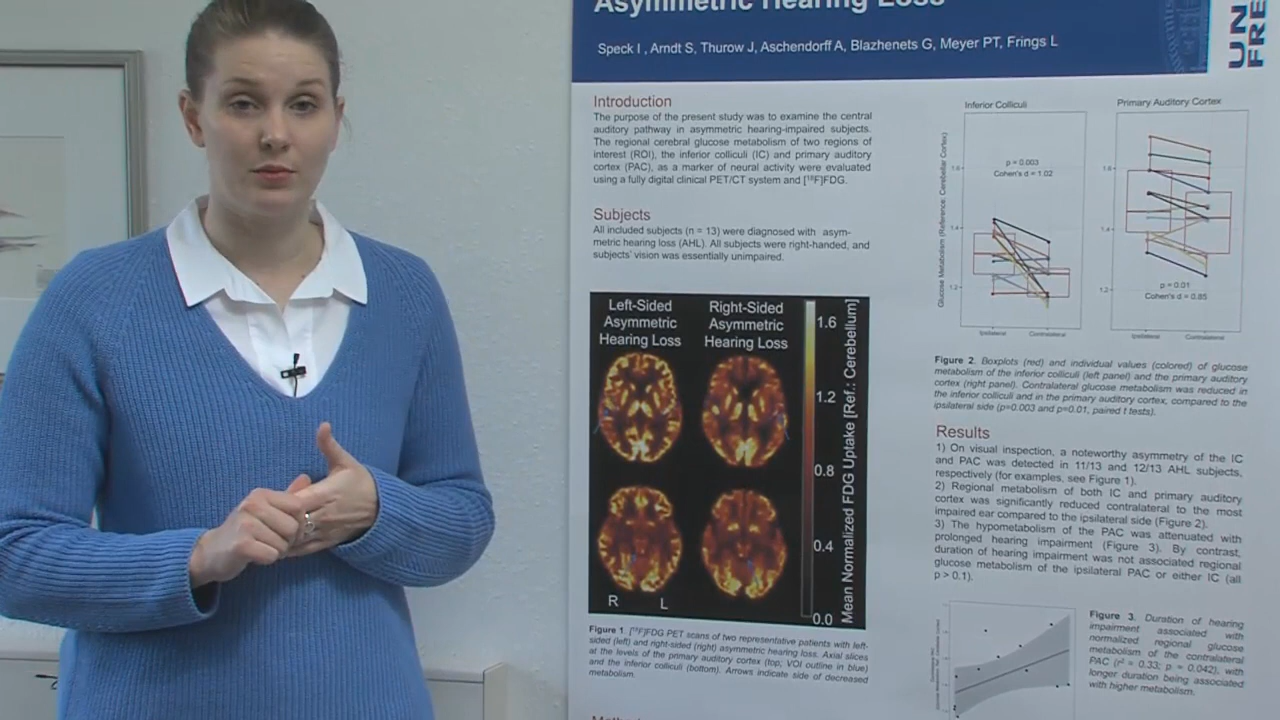 Asymmetric Hearing Loss
Speck I , Arndt S, Thurow J, Aschendorff A, Blazhenets G, Meyer PT, Frings L
UN
FRE
Introduction
The purpose of the present study was to examine the central
auditory pathway in asymmetric hearing-impaired subjects.
The regional cerebral glucose metabolism of two regions of
interest (ROI), the inferior colliculi (IC) and primary auditory
cortex (PAC), as a marker of neural activity were evaluated
using a fully digital clinical PET/CT system and [¹⁸F]FDG.
Subjects
All included subjects (n = 13) were diagnosed with asym-
metric hearing loss (AHL). All subjects were right-handed, and
subjects' vision was essentially unimpaired.
Left-Sided
Asymmetric
Hearing Loss
Right-Sided
Asymmetric
Hearing Loss
1.6
1.2
0.8
0.4
0.0
Mean Normalized FDG Uptake [Ref.: Cerebellum]
R
L
Figure 1. [¹⁸F]FDG PET scans of two representative patients with left-
sided (left) and right-sided (right) asymmetric hearing loss. Axial slices
at the levels of the primary auditory cortex (top; VOI outline in blue)
and the inferior colliculi (bottom). Arrows indicate side of decreased
metabolism.
Inferior Colliculi
Glucose Metabolism (Reference: Cerebellar Cortex)
p = 0.003
Cohen's d = 1.02
1.6
1.4
1.2
Ipsilateral
Contralateral
Primary Auditory Cortex
1.8
1.4
1.2
p = 0.01
Cohen's d = 0.85
Ipsilateral
Contralateral
Figure 2. Boxplots (red) and individual values (colored) of glucose
metabolism of the inferior colliculi (left panel) and the primary auditory
cortex (right panel). Contralateral glucose metabolism was reduced in
the inferior colliculi and in the primary auditory cortex, compared to the
ipsilateral side (p=0.003 and p=0.01, paired t tests).
Results
1) On visual inspection, a noteworthy asymmetry of the IC
and PAC was detected in 11/13 and 12/13 AHL subjects,
respectively (for examples, see Figure 1).
2) Regional metabolism of both IC and primary auditory
cortex was significantly reduced contralateral to the most
impaired ear compared to the ipsilateral side (Figure 2).
3) The hypometabolism of the PAC was attenuated with
prolonged hearing impairment (Figure 3). By contrast,
duration of hearing impairment was not associated regional
glucose metabolism of the ipsilateral PAC or either IC (all
p > 0.1).
Figure 3. Duration of hearing
impairment associated with
normalized regional glucose
metabolism of the contralateral
PAC (r² = 0.33; p = 0.042), with
longer duration being associated
with higher metabolism.